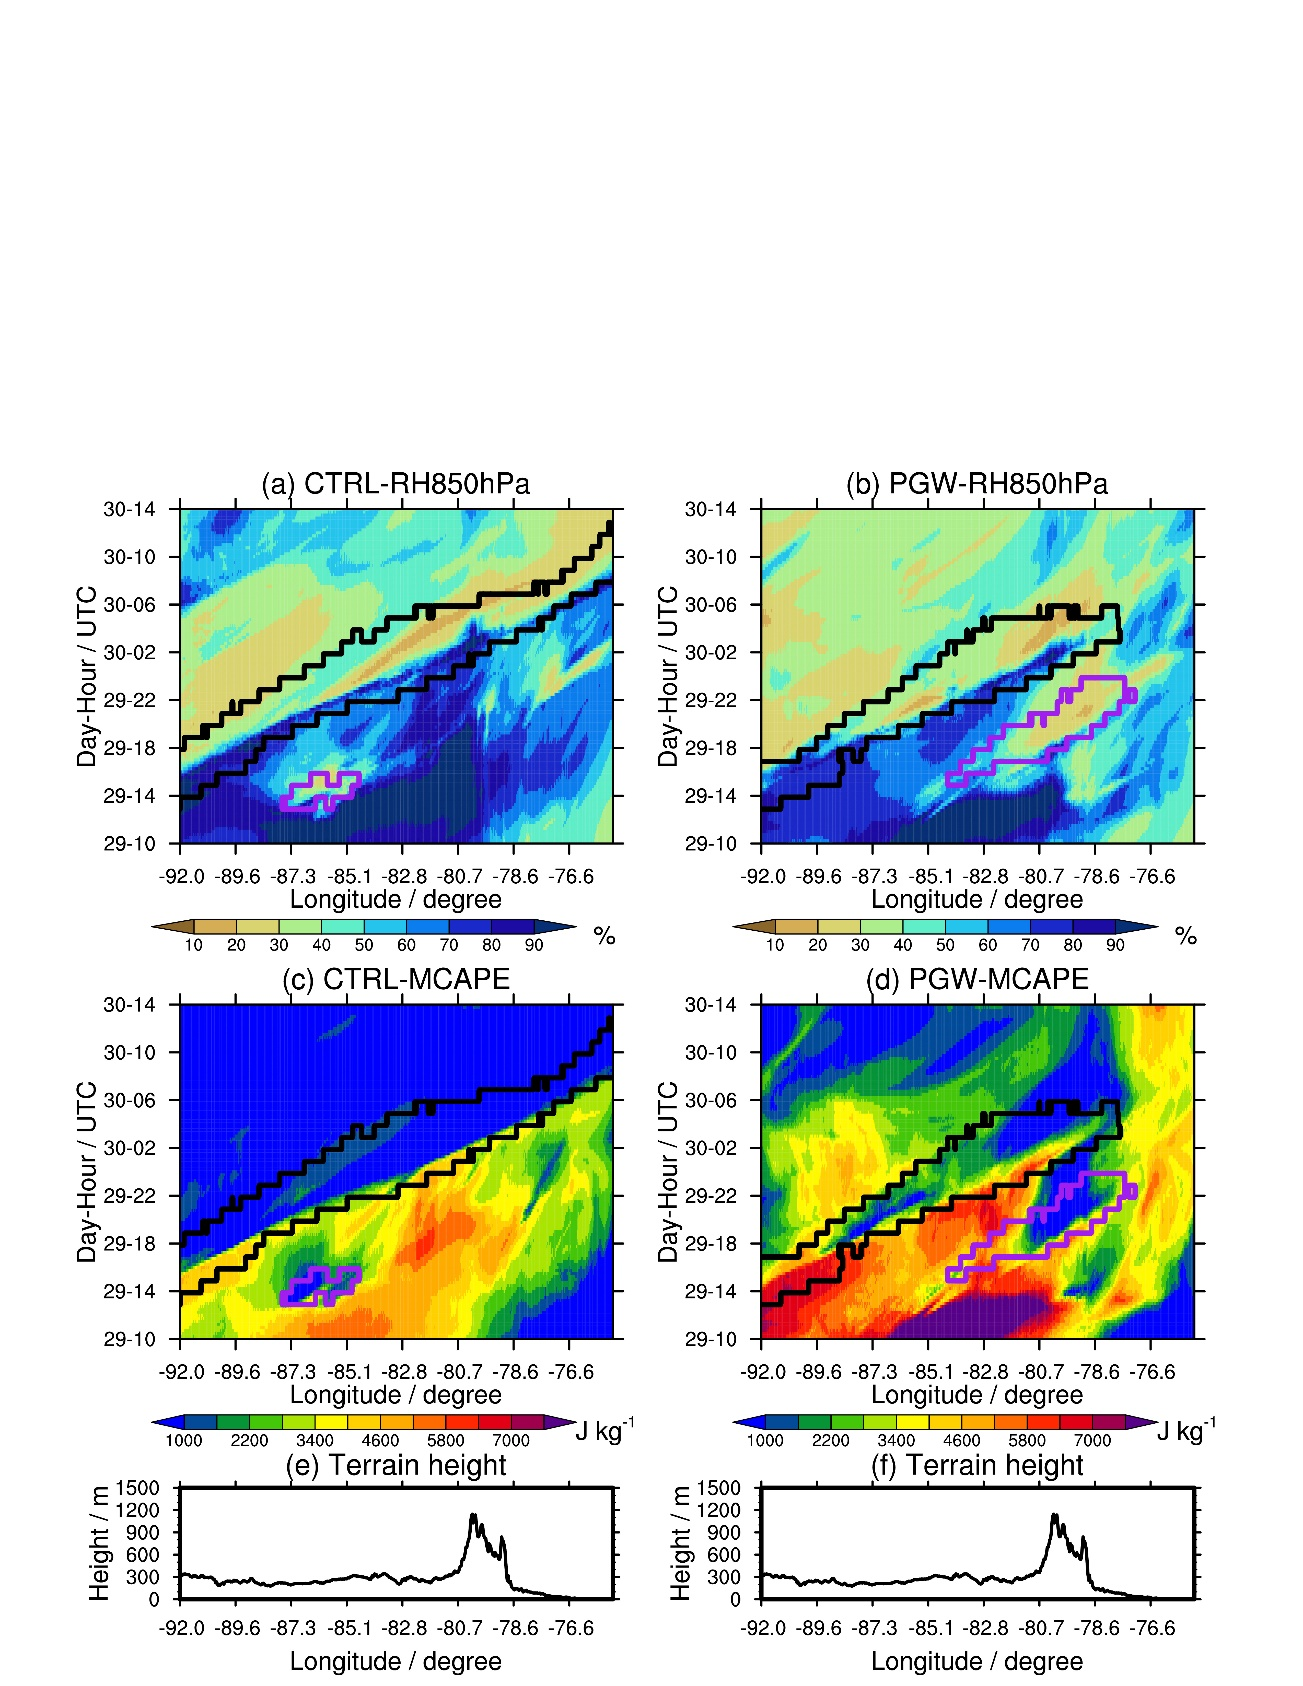 (a) CTRL-RH850hPa
Day-Hour / UTC
30-14
30-10
30-06
30-02
29-22
29-18
29-14
29-10
-92.0 -89.6 -87.3 -85.1 -82.8 -80.7 -78.6 -76.6
Longitude / degree
10 20 30 40 50 60 70 80 90 %
(b) PGW-RH850hPa
Day-Hour / UTC
30-14
30-10
30-06
30-02
29-22
29-18
29-14
29-10
-92.0 -89.6 -87.3 -85.1 -82.8 -80.7 -78.6 -76.6
Longitude / degree
10 20 30 40 50 60 70 80 90 %
(c) CTRL-MCAPE
Day-Hour / UTC
30-14
30-10
30-06
30-02
29-22
29-18
29-14
29-10
-92.0 -89.6 -87.3 -85.1 -82.8 -80.7 -78.6 -76.6
Longitude / degree
1000 2200 3400 4600 5800 7000 J kg⁻¹
(d) PGW-MCAPE
Day-Hour / UTC
30-14
30-10
30-06
30-02
29-22
29-18
29-14
29-10
-92.0 -89.6 -87.3 -85.1 -82.8 -80.7 -78.6 -76.6
Longitude / degree
1000 2200 3400 4600 5800 7000 J kg⁻¹
(e) Terrain height
Height / m
1500
1200
900
600
300
0
-92.0 -89.6 -87.3 -85.1 -82.8 -80.7 -78.6 -76.6
Longitude / degree
(f) Terrain height
Height / m
1500
1200
900
600
300
0
-92.0 -89.6 -87.3 -85.1 -82.8 -80.7 -78.6 -76.6
Longitude / degree